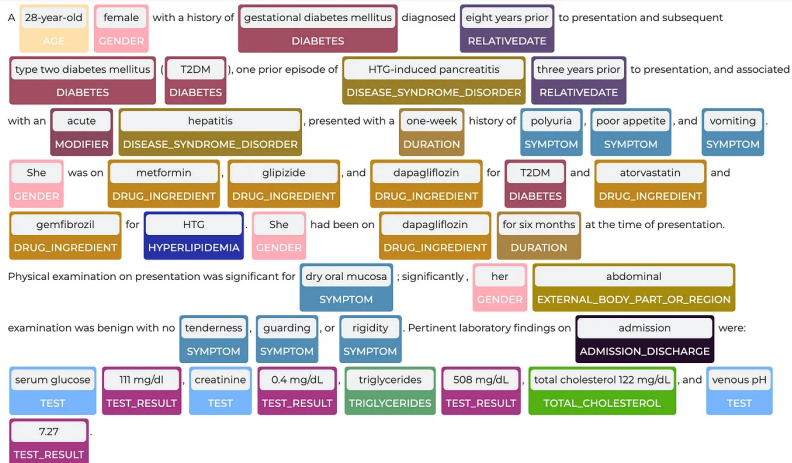 A 28-year-old female with a history of gestational diabetes mellitus diagnosed eight years prior to presentation and subsequent
AGE GENDER DIABETES RELATIVEDATE
type two diabetes mellitus ( T2DM ), one prior episode of HTG-induced pancreatitis three years prior to presentation, and associated
DIABETES DIABETES DISEASE_SYNDROME_DISORDER RELATIVEDATE
with an acute hepatitis , presented with a one-week history of polyuria , poor appetite , and vomiting .
MODIFIER DISEASE_SYNDROME_DISORDER DURATION SYMPTOM SYMPTOM SYMPTOM
She was on metformin , glipizide , and dapagliflozin for T2DM and atorvastatin and
GENDER DRUG_INGREDIENT DRUG_INGREDIENT DRUG_INGREDIENT DIABETES DRUG_INGREDIENT
gemfibrozil for HTG . She had been on dapagliflozin for six months at the time of presentation.
DRUG_INGREDIENT HYPERLIPIDEMIA GENDER DRUG_INGREDIENT DURATION
Physical examination on presentation was significant for dry oral mucosa ; significantly , her abdominal
SYMPTOM GENDER EXTERNAL_BODY_PART_OR_REGION
examination was benign with no tenderness , guarding , or rigidity . Pertinent laboratory findings on admission were:
SYMPTOM SYMPTOM SYMPTOM ADMISSION_DISCHARGE
serum glucose 111 mg/dl , creatinine 0.4 mg/dL , triglycerides 508 mg/dL , total cholesterol 122 mg/dL , and venous pH
TEST TEST_RESULT TEST TEST_RESULT TRIGLYCERIDES TEST_RESULT TOTAL_CHOLESTEROL TEST
7.27 .
TEST_RESULT